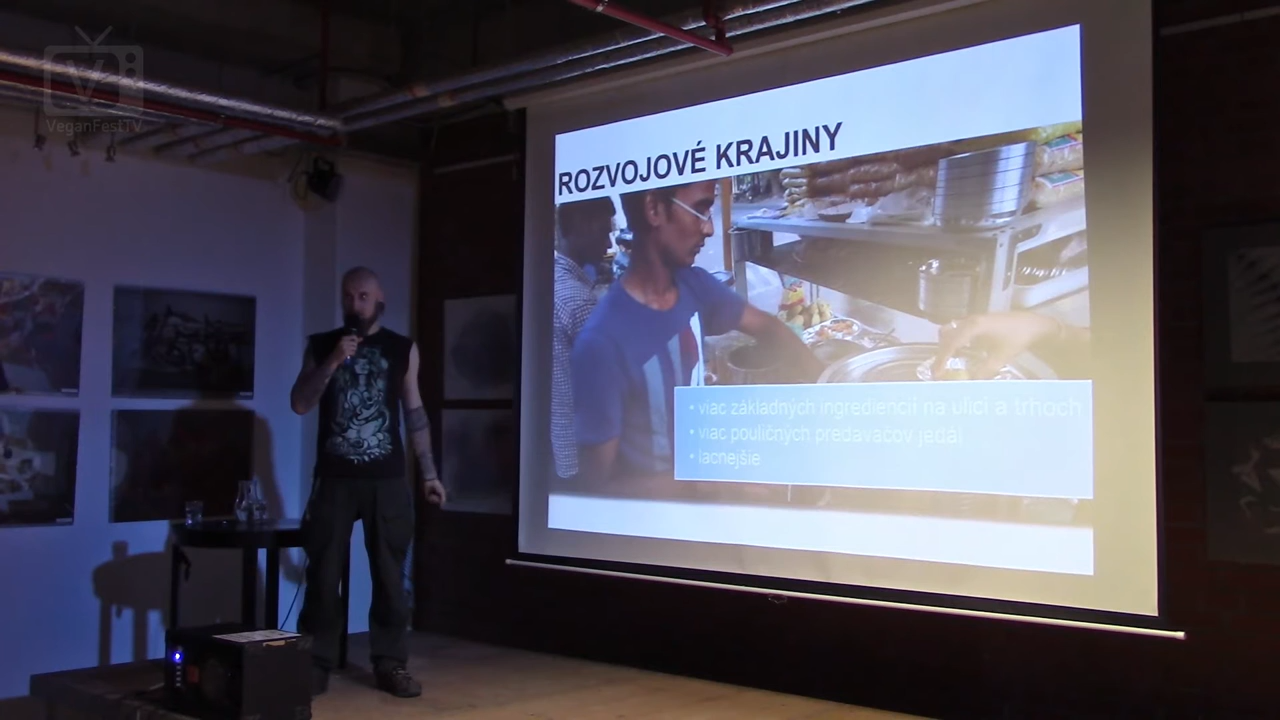 VeganFestTV
ROZVOJOVÉ KRAJINY
• viac základných ingrediencií na ulici a trhoch
• viac pouličných predavačov jedál
• lacnejšie